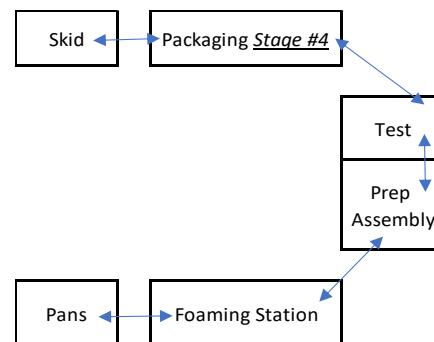 Skid
Packaging Stage #4
Test
Prep
Assembly
Pans
Foaming Station